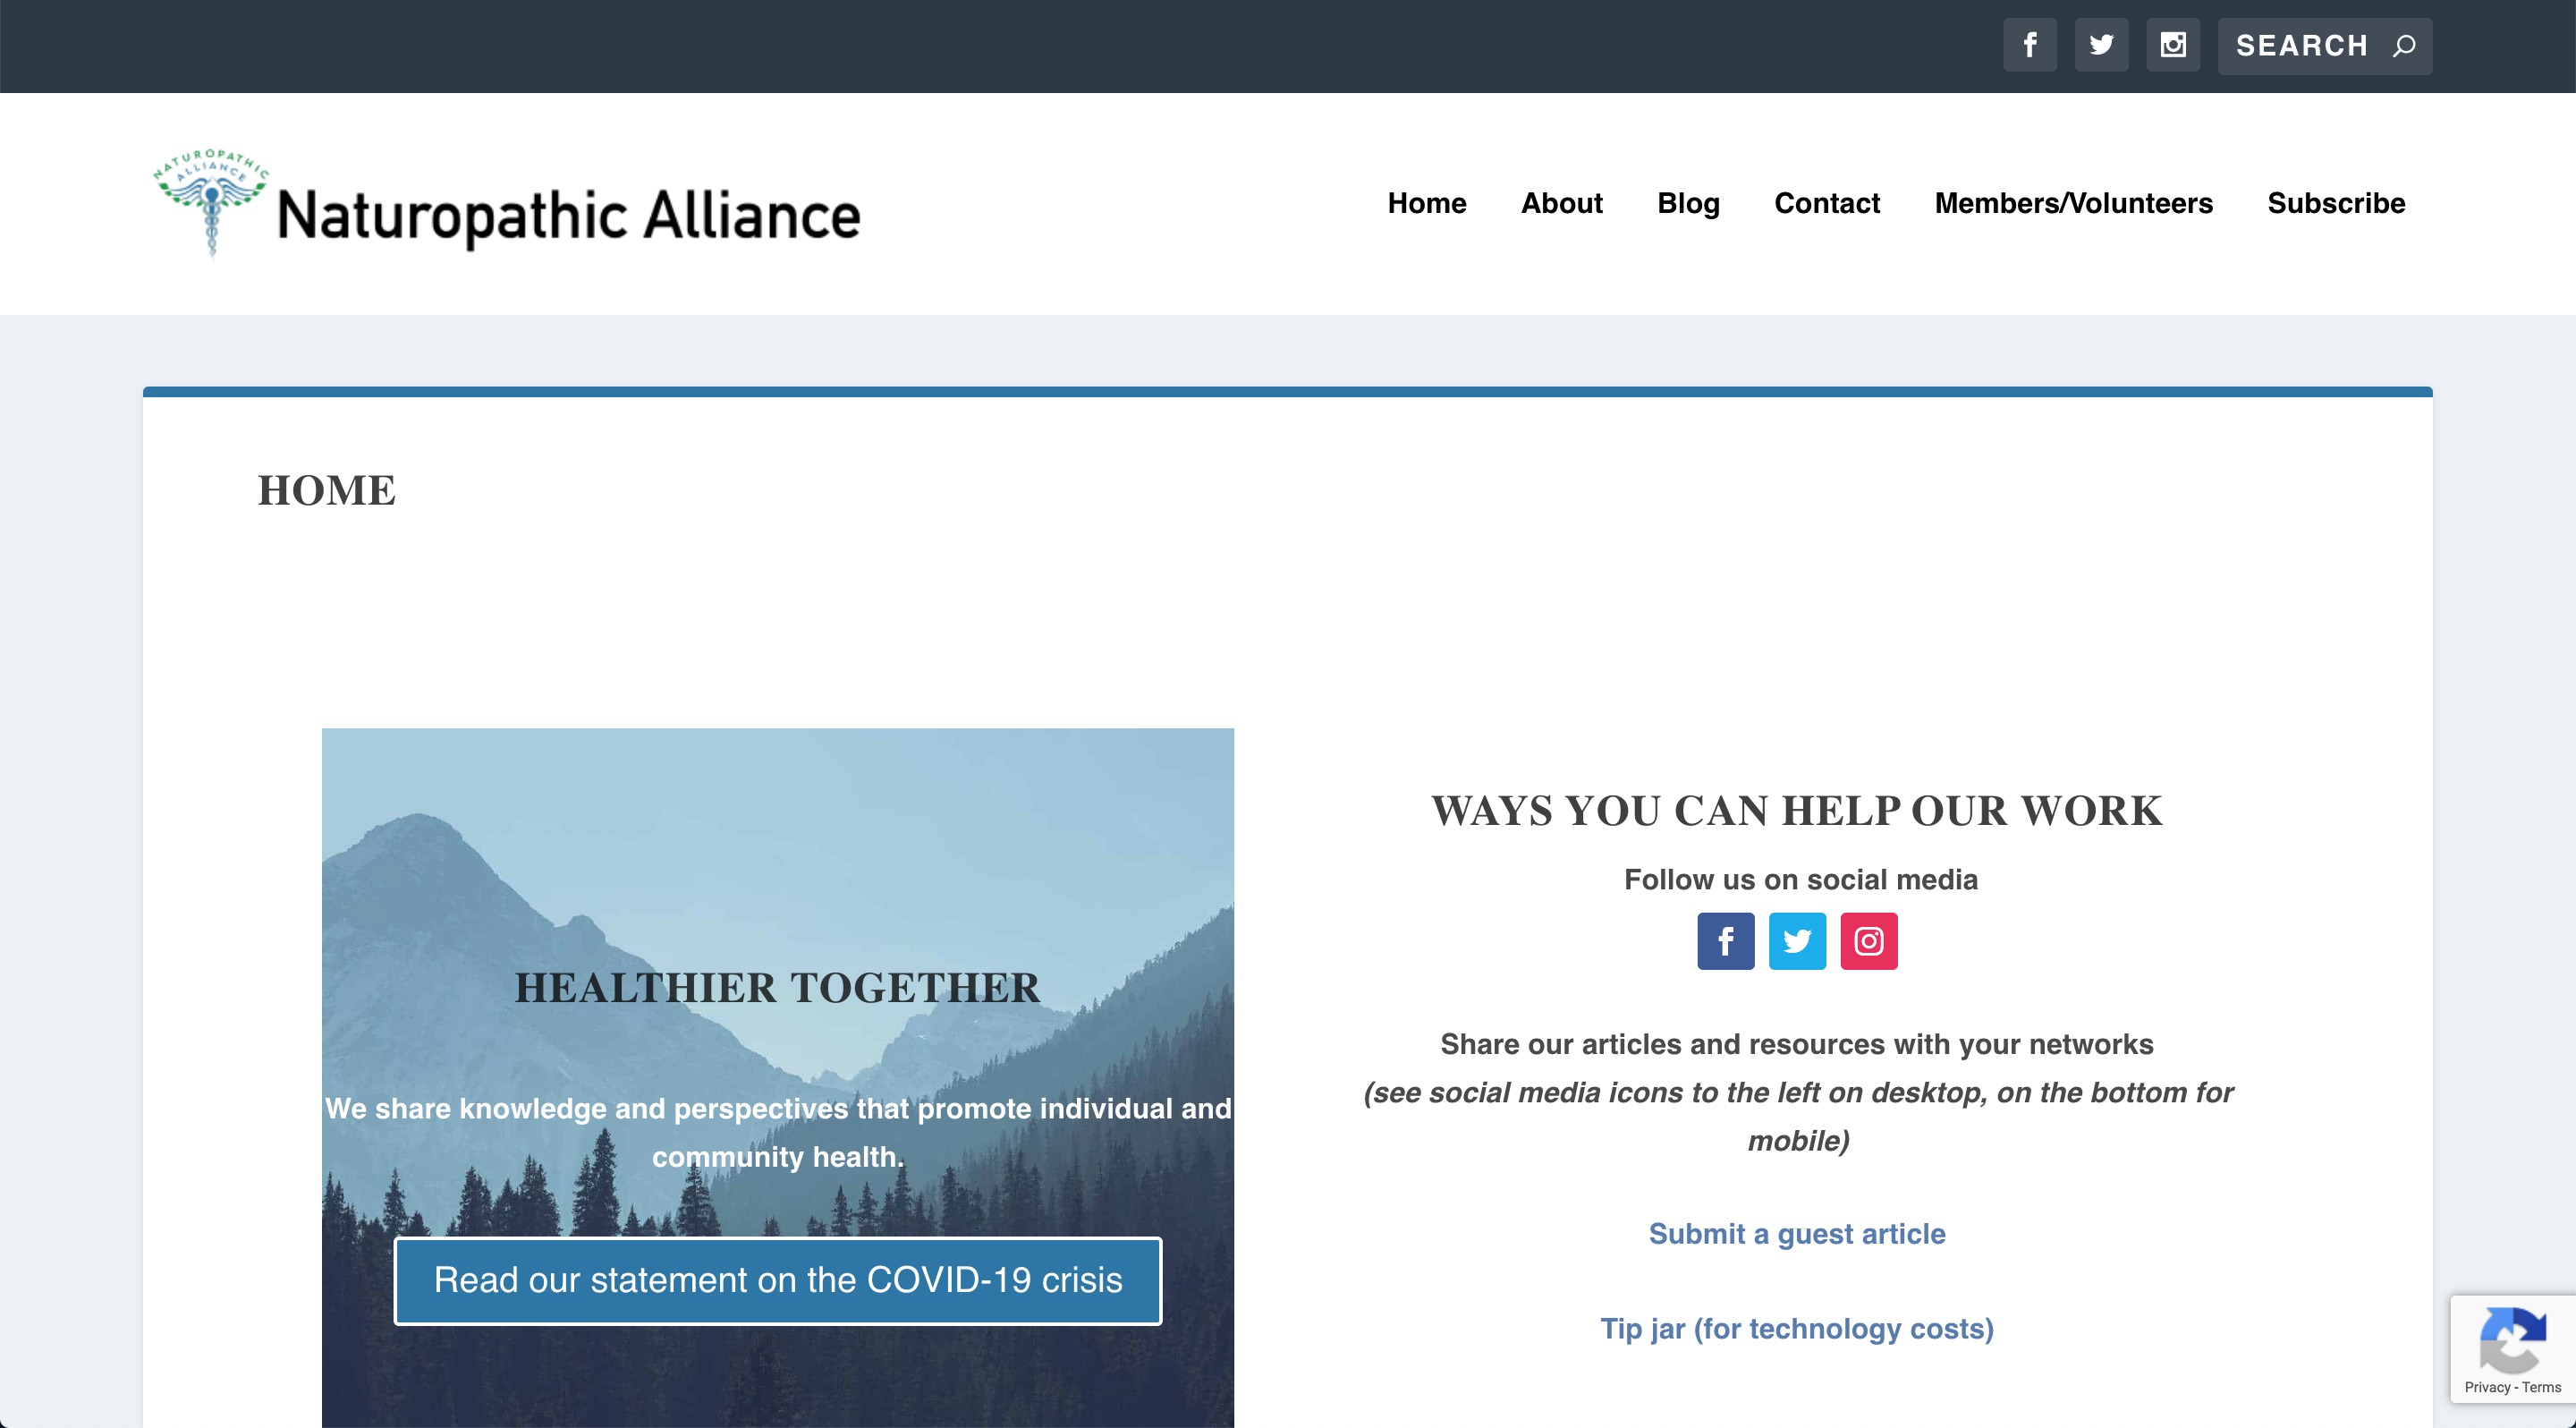 SEARCH
NATUROPATHIC
ALLIANCE
Naturopathic Alliance
Home About Blog Contact Members/Volunteers Subscribe
HOME
HEALTHIER TOGETHER
We share knowledge and perspectives that promote individual and
community health.
Read our statement on the COVID-19 crisis
WAYS YOU CAN HELP OUR WORK
Follow us on social media
Share our articles and resources with your networks
(see social media icons to the left on desktop, on the bottom for
mobile)
Submit a guest article
Tip jar (for technology costs)
Privacy - Terms